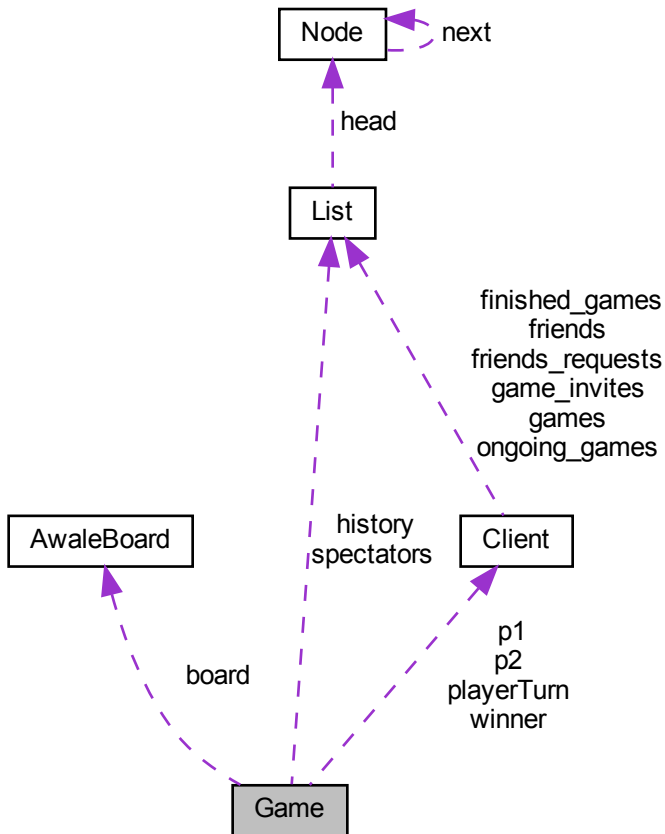 Node
next
head
List
finished_games
friends
friends_requests
game_invites
games
ongoing_games
AwaleBoard
history
spectators
Client
board
p1
p2
playerTurn
winner
Game